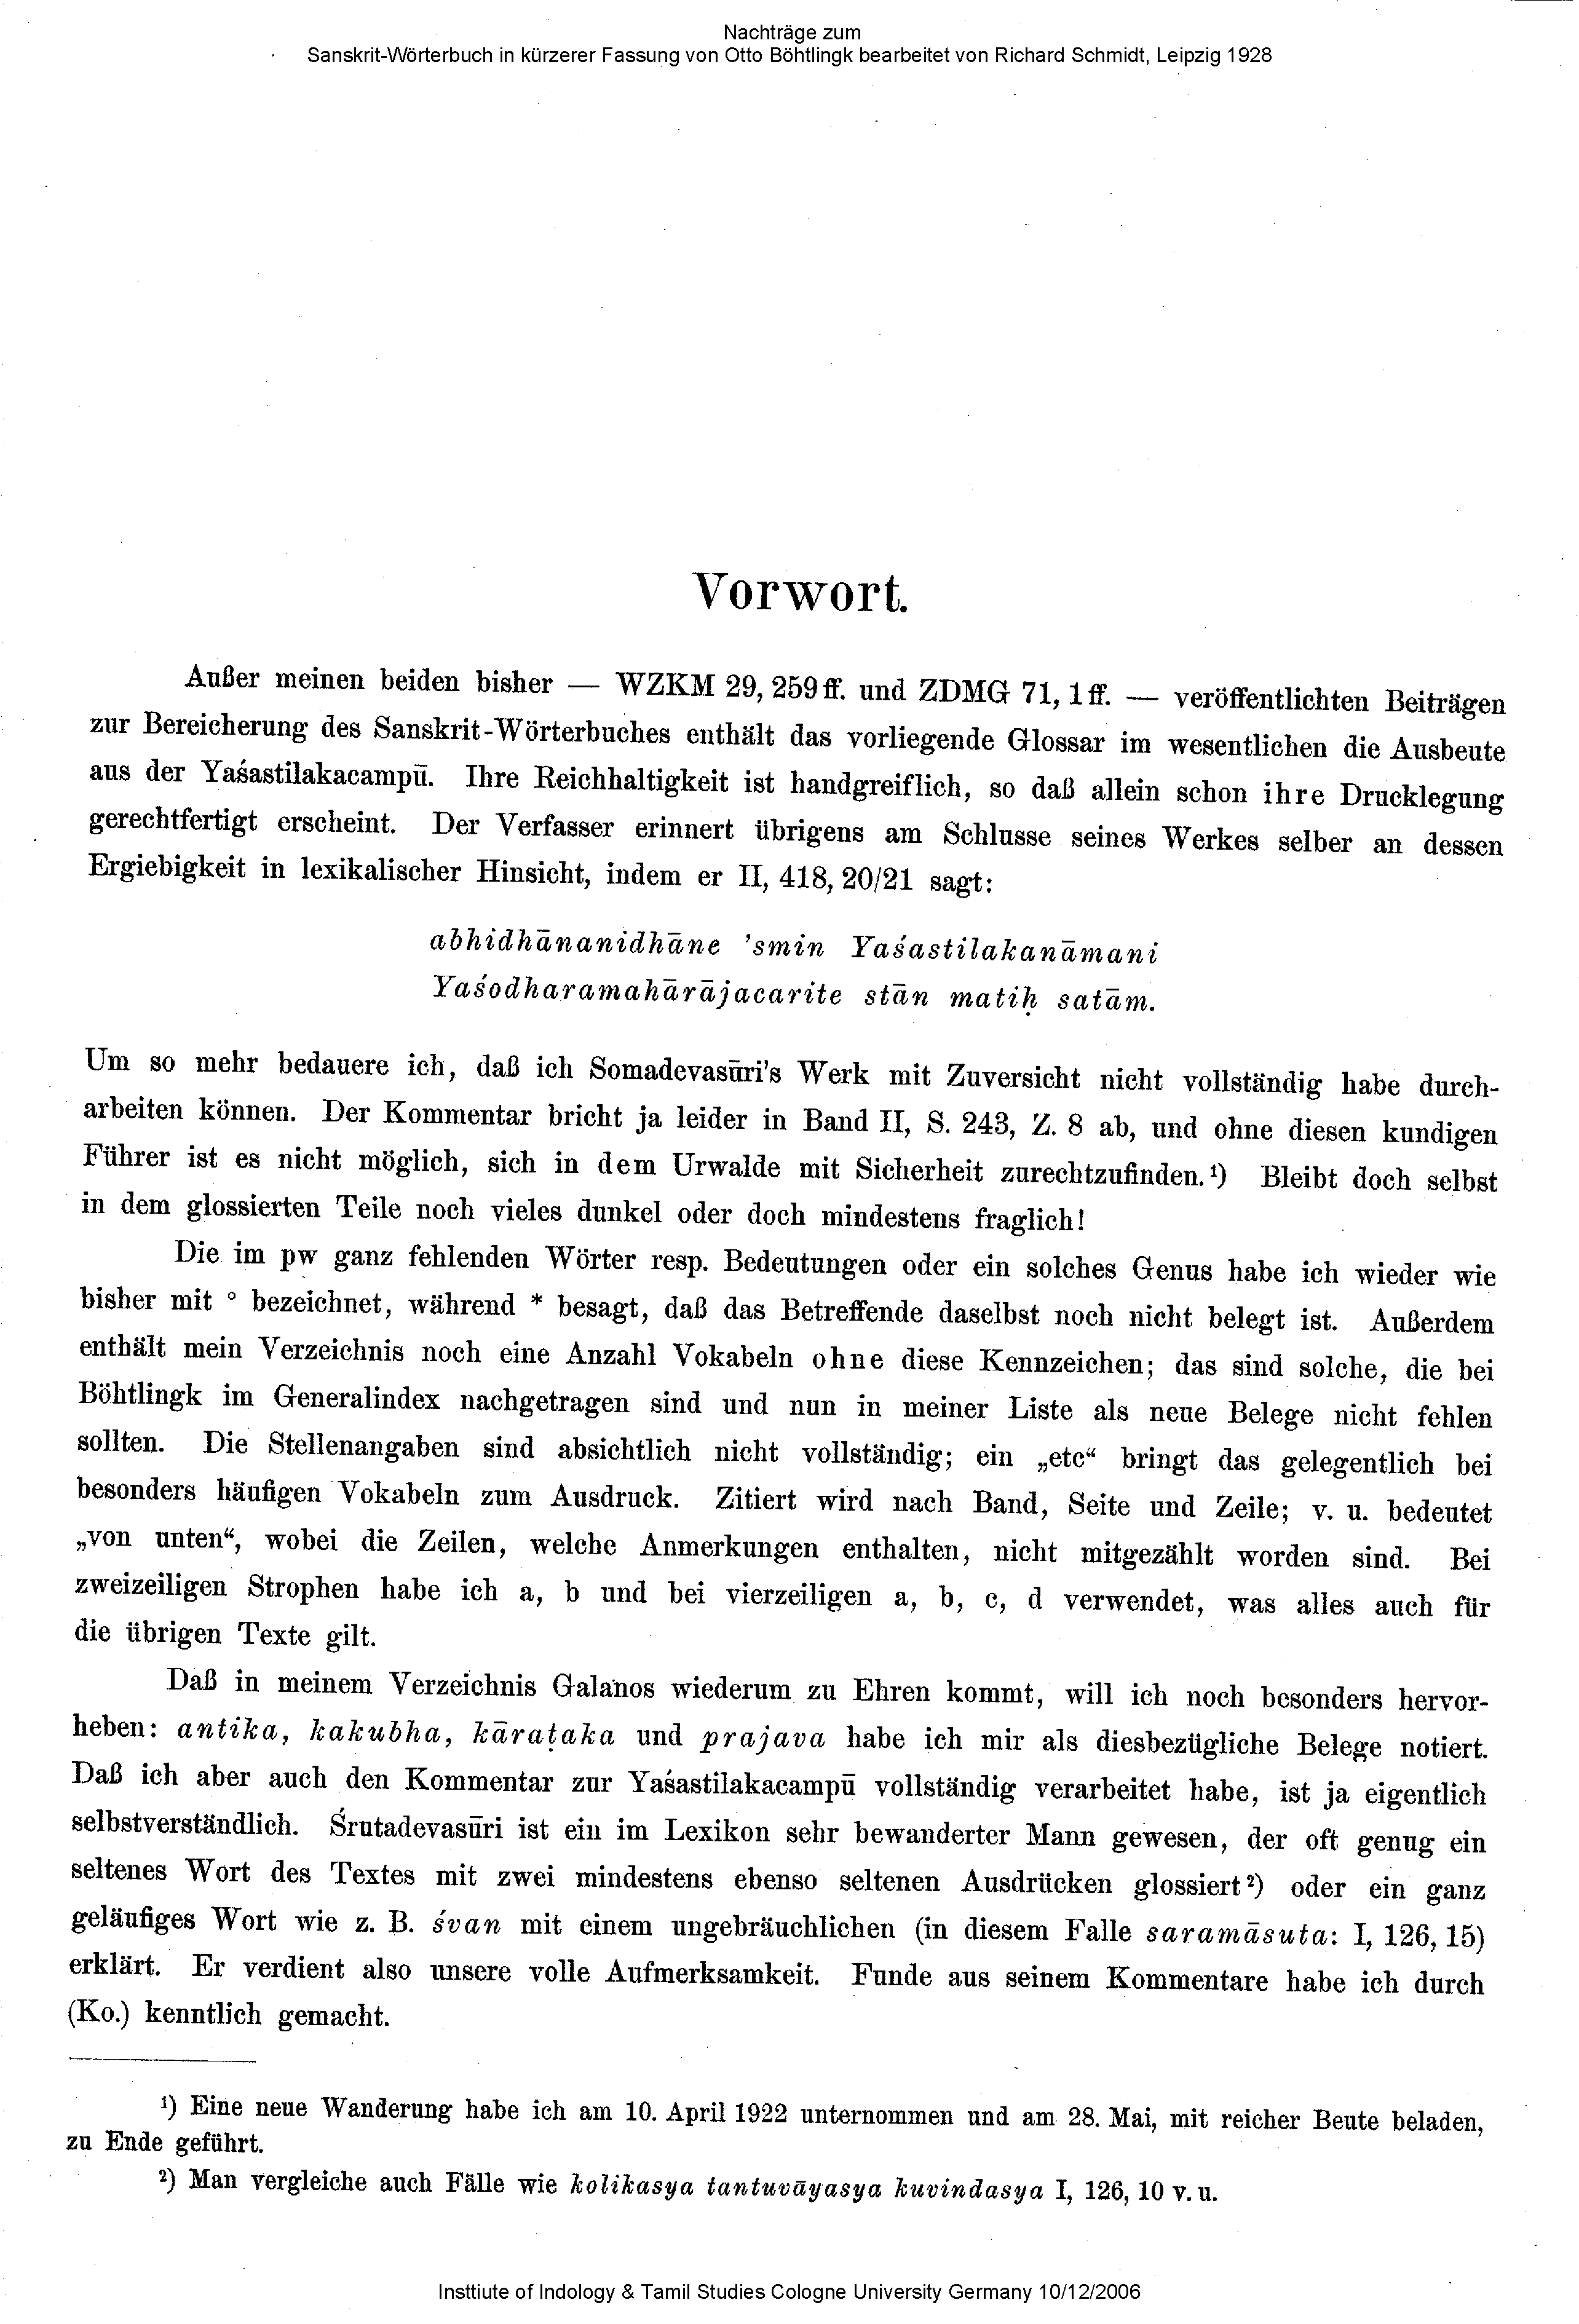 Nachträge zum
Sanskrit-Wörterbuch in kürzerer Fassung von Otto Böhtlingk bearbeitet von Richard Schmidt, Leipzig 1928
Vorwort.
Außer meinen beiden bisher — WZKM 29, 259 ff. und ZDMG 71, 1 ff. — veröffentlichten Beiträgen
zur Bereicherung des Sanskrit-Wörterbuches enthält das vorliegende Glossar im wesentlichen die Ausbeute
aus der Yaśastilakacampū. Ihre Reichhaltigkeit ist handgreiflich, so daß allein schon ihre Drucklegung
gerechtfertigt erscheint. Der Verfasser erinnert übrigens am Schlusse seines Werkes selber an dessen
Ergiebigkeit in lexikalischer Hinsicht, indem er II, 418, 20/21 sagt:
abhidhānanidhāne 'smin Yaśastilakanāmani
Yaśodharamahārājacarite stān matiḥ satām.
Um so mehr bedauere ich, daß ich Somadevasūri's Werk mit Zuversicht nicht vollständig habe durch-
arbeiten können. Der Kommentar bricht ja leider in Band II, S. 243, Z. 8 ab, und ohne diesen kundigen
Führer ist es nicht möglich, sich in dem Urwalde mit Sicherheit zurechtzufinden.¹) Bleibt doch selbst
in dem glossierten Teile noch vieles dunkel oder doch mindestens fraglich!
Die im pw ganz fehlenden Wörter resp. Bedeutungen oder ein solches Genus habe ich wieder wie
bisher mit ° bezeichnet, während * besagt, daß das Betreffende daselbst noch nicht belegt ist. Außerdem
enthält mein Verzeichnis noch eine Anzahl Vokabeln ohne diese Kennzeichen; das sind solche, die bei
Böhtlingk im Generalindex nachgetragen sind und nun in meiner Liste als neue Belege nicht fehlen
sollten. Die Stellenangaben sind absichtlich nicht vollständig; ein „etc“ bringt das gelegentlich bei
besonders häufigen Vokabeln zum Ausdruck. Zitiert wird nach Band, Seite und Zeile; v. u. bedeutet
„von unten“, wobei die Zeilen, welche Anmerkungen enthalten, nicht mitgezählt worden sind. Bei
zweizeiligen Strophen habe ich a, b und bei vierzeiligen a, b, c, d verwendet, was alles auch für
die übrigen Texte gilt.
Daß in meinem Verzeichnis Galanos wiederum zu Ehren kommt, will ich noch besonders hervor-
heben: antika, kakubha, kāraṭaka und prajava habe ich mir als diesbezügliche Belege notiert.
Daß ich aber auch den Kommentar zur Yaśastilakacampū vollständig verarbeitet habe, ist ja eigentlich
selbstverständlich. Śrutadevasūri ist ein im Lexikon sehr bewanderter Mann gewesen, der oft genug ein
seltenes Wort des Textes mit zwei mindestens ebenso seltenen Ausdrücken glossiert²) oder ein ganz
geläufiges Wort wie z. B. śvan mit einem ungebräuchlichen (in diesem Falle saramāsuta: I, 126, 15)
erklärt. Er verdient also unsere volle Aufmerksamkeit. Funde aus seinem Kommentare habe ich durch
(Ko.) kenntlich gemacht.
¹) Eine neue Wanderung habe ich am 10. April 1922 unternommen und am 28. Mai, mit reicher Beute beladen,
zu Ende geführt.
²) Man vergleiche auch Fälle wie kolikasya tantuvāyasya kuvindasya I, 126, 10 v. u.
Insttiute of Indology & Tamil Studies Cologne University Germany 10/12/2006